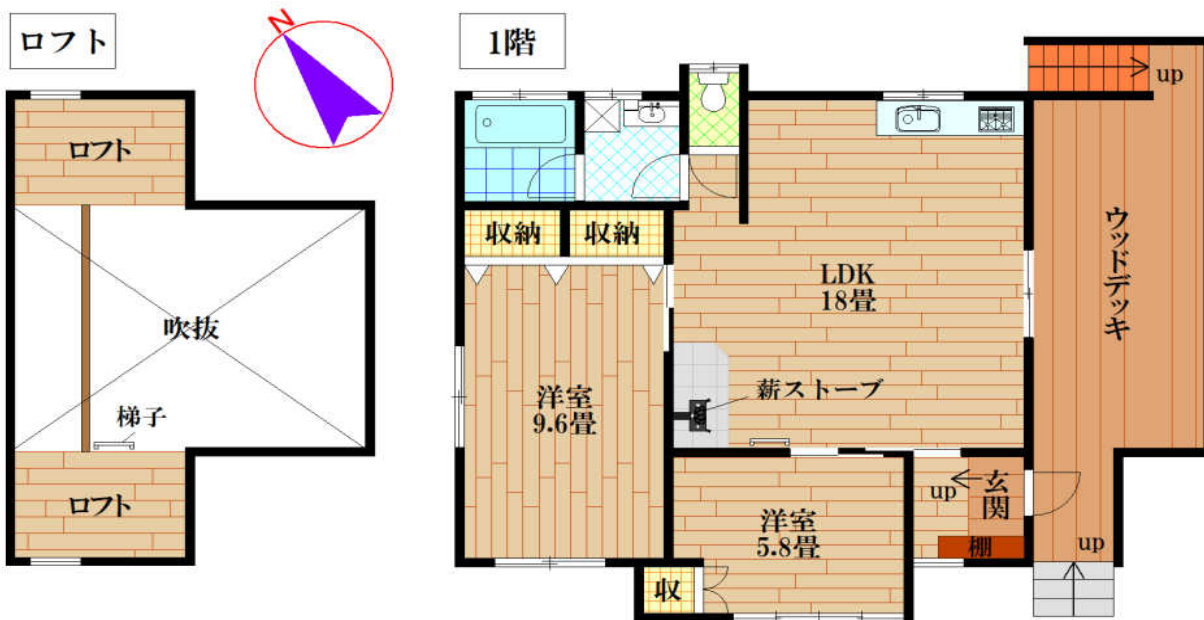 ロフト
N
1階
up
ロフト
収納
収納
LDK
18畳
ウッドデッキ
吹抜
梯子
洋室
9.6畳
薪ストーブ
ロフト
up
玄関
洋室
5.8畳
棚
up
収